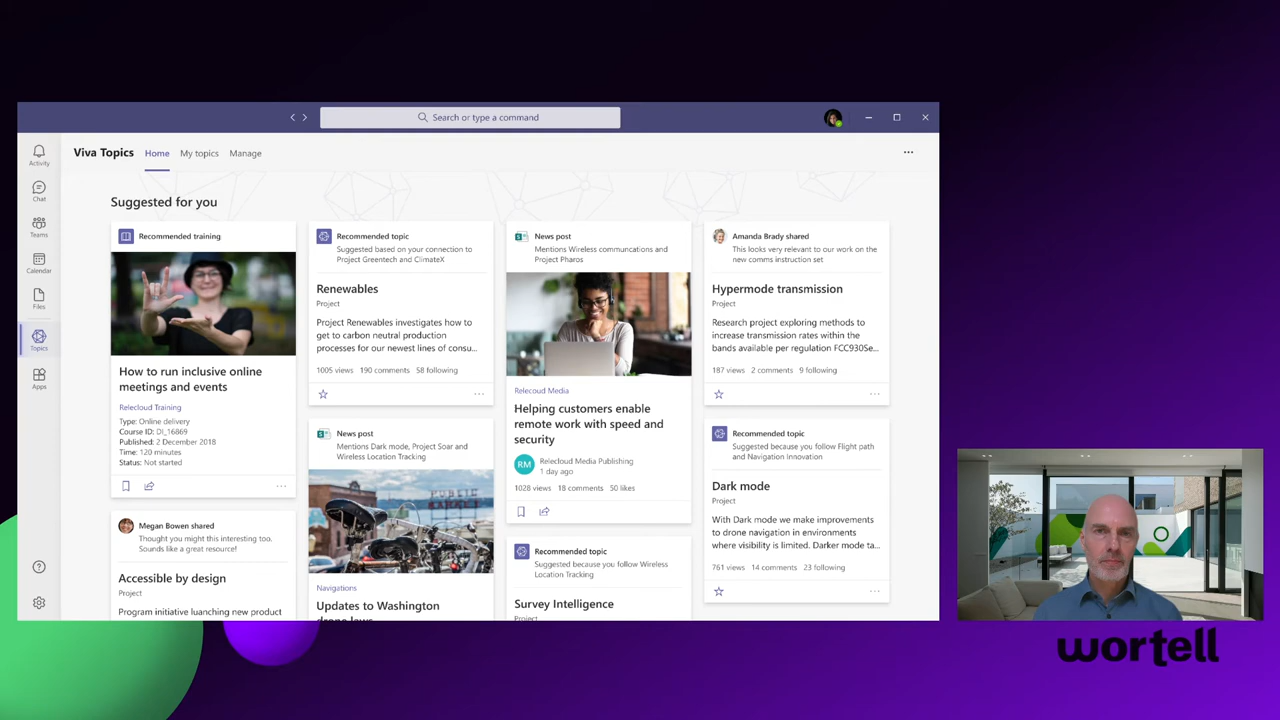 Search or type a command
Activity
Chat
Teams
Calendar
Files
Topics
Apps
Viva Topics
Home
My topics
Manage
Suggested for you
Recommended training
How to run inclusive online
meetings and events
Relecloud Training
Type: Online delivery
Course ID: DI_16869
Published: 2 December 2018
Time: 120 minutes
Status: Not started
Megan Bowen shared
Thought you might this interesting too.
Sounds like a great resource!
Accessible by design
Project
Program initiative luanching new product
Recommended topic
Suggested based on your connection to
Project Greentech and ClimateX
Renewables
Project
Project Renewables investigates how to
get to carbon neutral production
processes for our newest lines of consu...
1005 views 190 comments 58 following
News post
Mentions Dark mode, Project Soar and
Wireless Location Tracking
PUBLIC
Navigations
Updates to Washington
drone laws
News post
Mentions Wireless communcations and
Project Pharos
Relecoud Media
Helping customers enable
remote work with speed and
security
RM
Relecloud Media Publishing
1 day ago
1028 views 18 comments 50 likes
Recommended topic
Suggested because you follow Wireless
Location Tracking
Survey Intelligence
Project
Amanda Brady shared
This looks very relevant to our work on the
new comms instruction set
Hypermode transmission
Project
Research project exploring methods to
increase transmission rates within the
bands available per regulation FCC930Se...
187 views 2 comments 9 following
Recommended topic
Suggested because you follow Flight path
and Navigation Innovation
Dark mode
Project
With Dark mode we make improvements
to drone navigation in environments
where visibility is limited. Darker mode ta...
761 views 14 comments 23 following
wortell